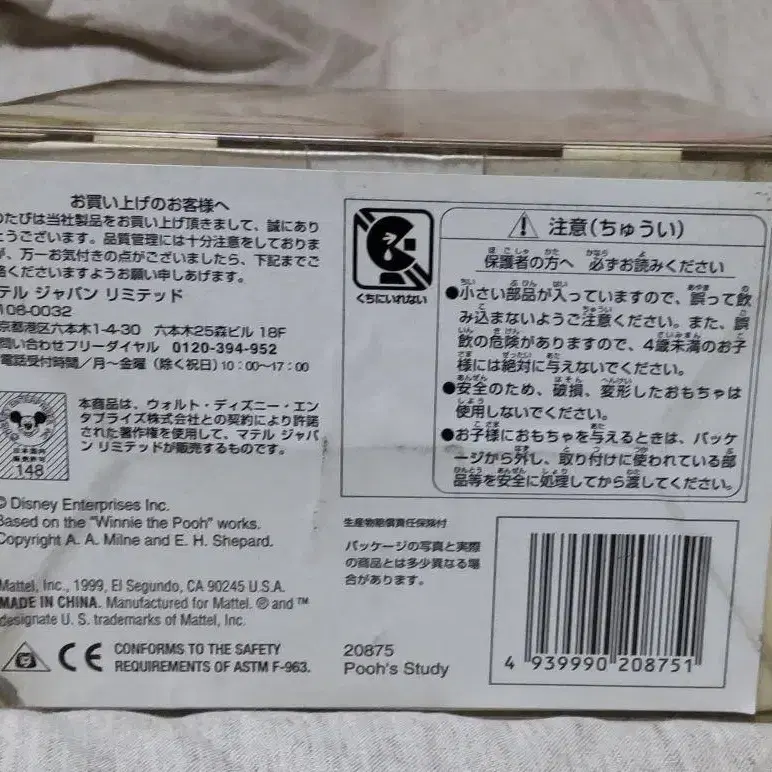 お買い上げのお客様へ
のたびは当社製品をお買い上げ頂きまして、誠にあり
とうございます。品質管理には十分注意をしておりま
が、万一お気付きの点がございましたら、下記までご
絡くださいますようお願い申しあげます。
テル ジャパン リミテッド
106-0032
京都港区六本木1-4-30 六本木25森ビル 18F
問い合わせフリーダイヤル 0120-394-952
電話受付時間／月～金曜（除く祝日）10：00～17：00
148
本商品は、ウォルト・ディズニー・エン
タプライズ株式会社との契約により許諾
された著作権を使用して、マテル ジャパ
ン リミテッドが販売するものです。
© Disney Enterprises Inc.
Based on the "Winnie the Pooh" works.
Copyright A. A. Milne and E. H. Shepard.
Mattel, Inc., 1999, El Segundo, CA 90245 U.S.A.
MADE IN CHINA. Manufactured for Mattel. ® and ™
designate U. S. trademarks of Mattel, Inc.
CE
CONFORMS TO THE SAFETY
REQUIREMENTS OF ASTM F-963.
くちにいれない
注意(ちゅうい)
保護者の方へ 必ずお読みください
●小さい部品が入っていますので、誤って飲
み込まないようご注意ください。また、誤
飲の危険がありますので、4歳未満のお子
様には絶対に与えないでください。
●安全のため、破損、変形したおもちゃは
使用しないでください。
●お子様におもちゃを与えるときは、パッケ
ージから外し、取り付けに使われている部
品等を安全に処理してから渡してください。
生産物賠償責任保険付
パッケージの写真と実際
の商品とは多少異なる場
合があります。
20875
Pooh's Study
4 939990 208751